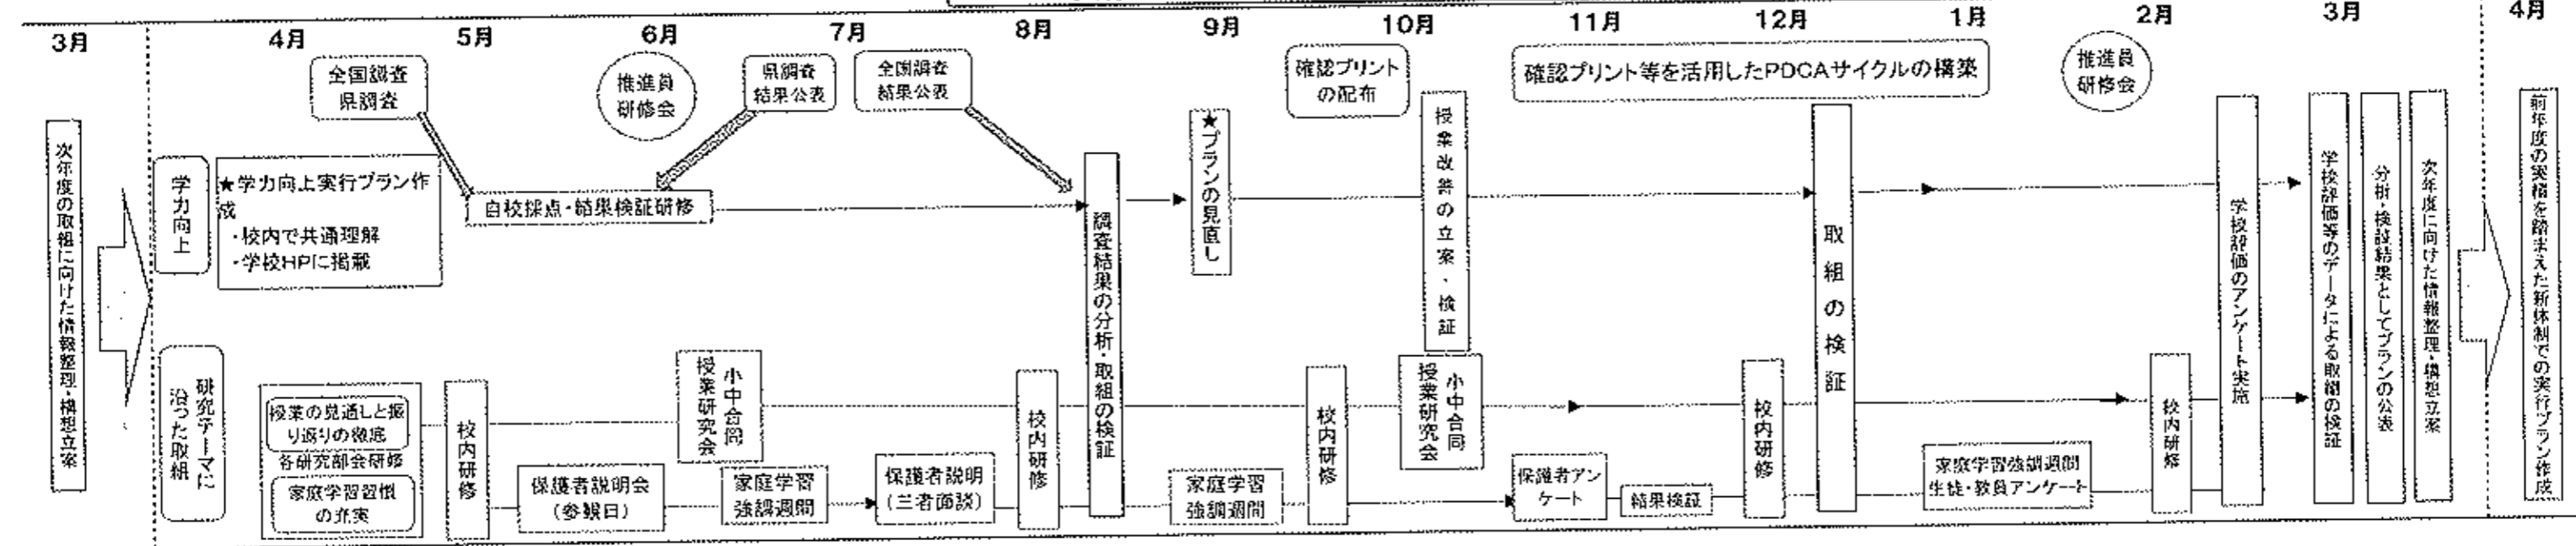 3月
4月
5月
6月
7月
8月
9月
10月
11月
12月
1月
2月
3月
4月
全国調査
県調査
推進員
研修会
県調査
結果公表
全国調査
結果公表
確認プリント
の配布
確認プリント等を活用したPDCAサイクルの構築
推進員
研修会
次年度の取組に向けた情報整理・構想立案
学力向上
★学力向上実行プラン作
成
・校内で共通理解
・学校HPに掲載
自校採点・結果検証研修
調査結果の分析・取組の検証
★プランの見直し
授業改善の立案・検証
取組の検証
学校評価のアンケート実施
学校評価等のデータによる取組の検証
分析・検証結果としてプランの公表
次年度に向けた情報整理・構想立案
前年度の実績を踏まえた新体制での実行プラン作成
研究テーマに
沿った取組
授業の見通しと振
り返りの徹底
各研究部会研修
家庭学習習慣
の充実
校内研修
保護者説明会
(参観日)
小中合同
授業研究会
家庭学習
強調週間
保護者説明
(三者面談)
校内研修
家庭学習
強調週間
校内研修
小中合同
授業研究会
保護者アン
ケート
結果検証
校内研修
家庭学習強調週間
生徒・教員アンケート
校内研修